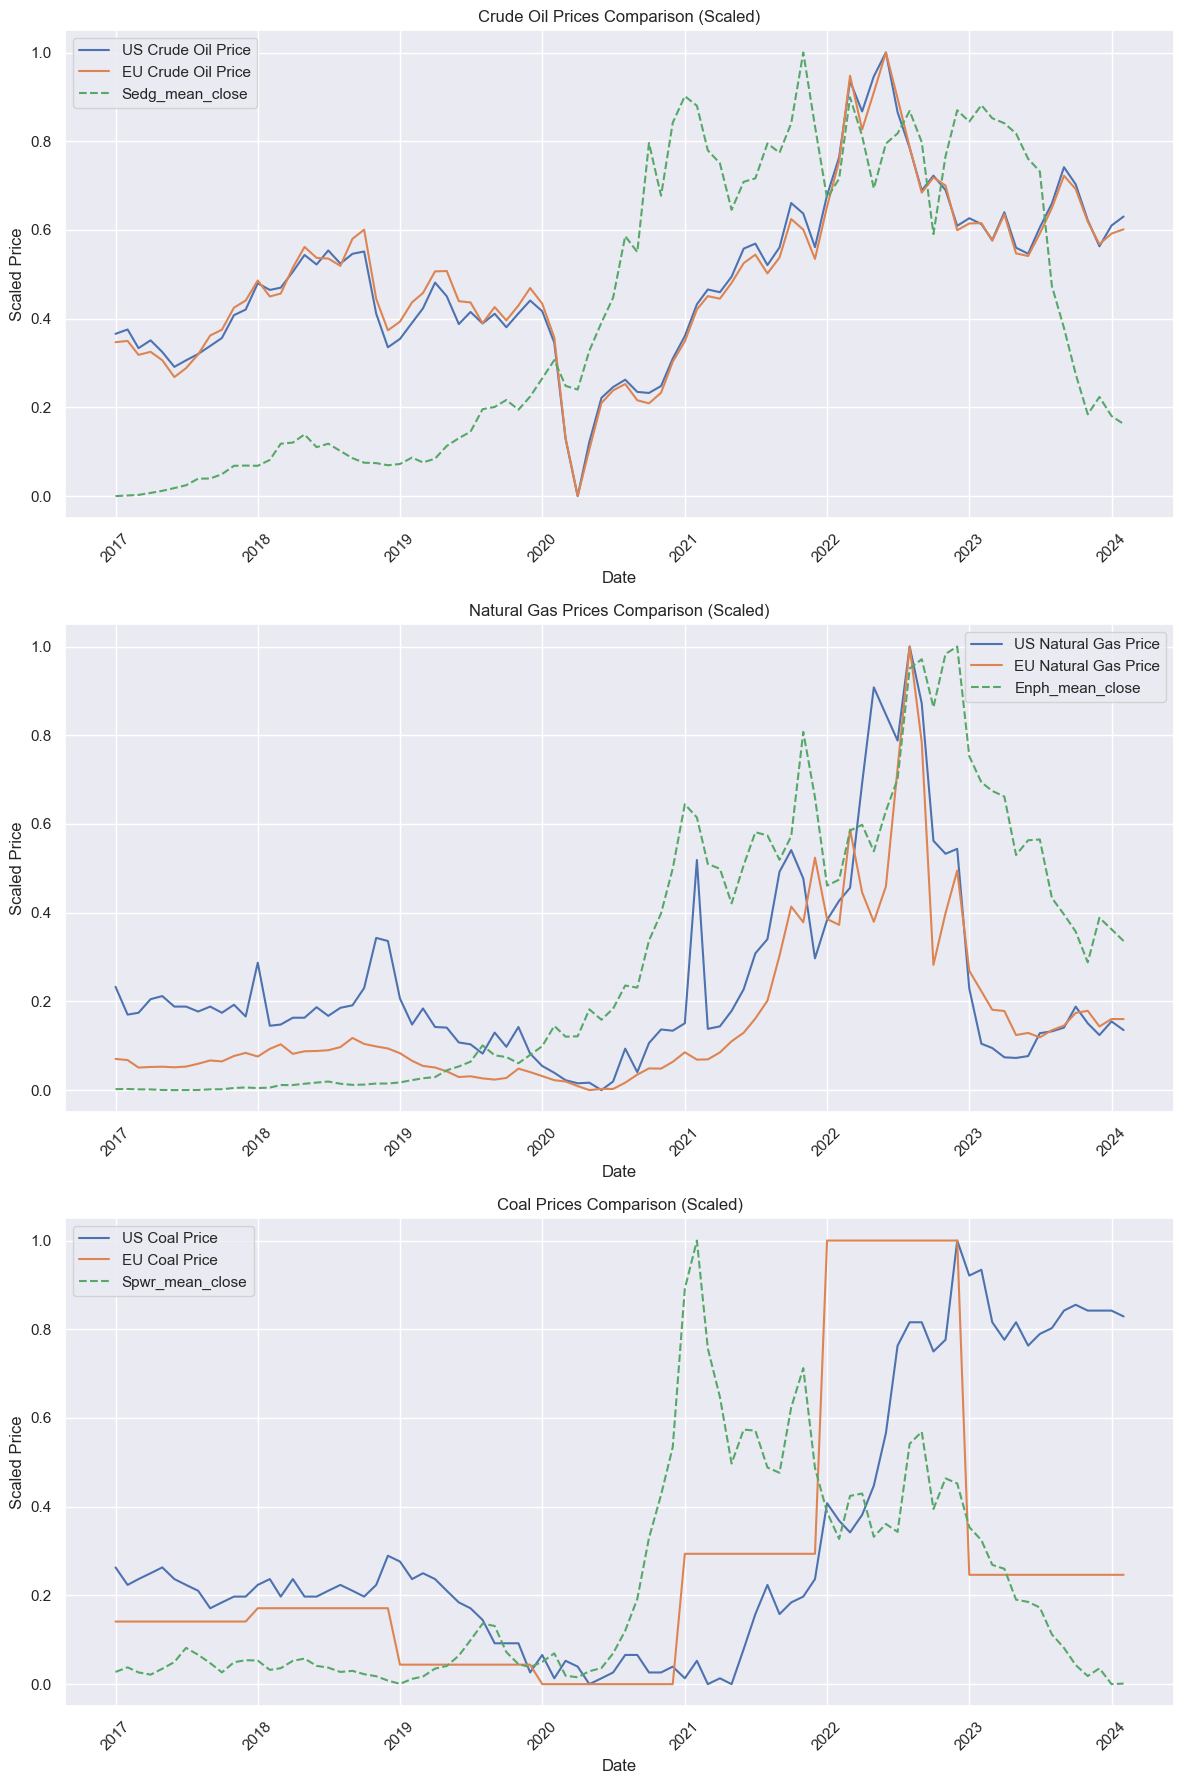 Crude Oil Prices Comparison (Scaled)
US Crude Oil Price
EU Crude Oil Price
Sedg_mean_close
Scaled Price
1.0
0.8
0.6
0.4
0.2
0.0
2017
2018
2019
2020
2021
2022
2023
2024
Date
Natural Gas Prices Comparison (Scaled)
US Natural Gas Price
EU Natural Gas Price
Enph_mean_close
Scaled Price
1.0
0.8
0.6
0.4
0.2
0.0
2017
2018
2019
2020
2021
2022
2023
2024
Date
Coal Prices Comparison (Scaled)
US Coal Price
EU Coal Price
Spwr_mean_close
Scaled Price
1.0
0.8
0.6
0.4
0.2
0.0
2017
2018
2019
2020
2021
2022
2023
2024
Date